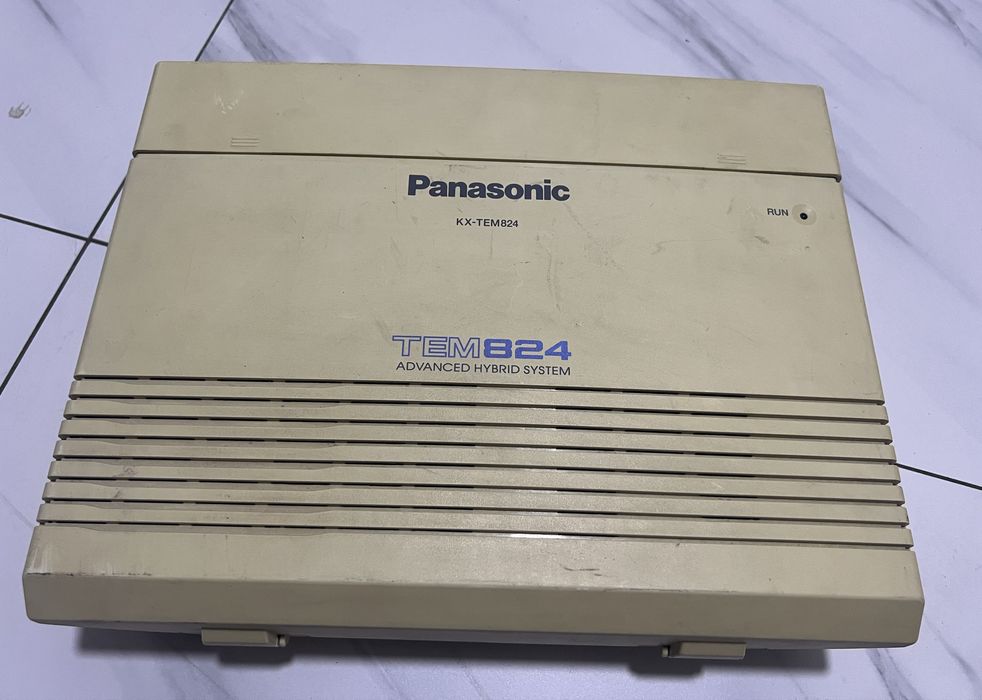 Panasonic
KX-TEM824
RUN
TEM824
ADVANCED HYBRID SYSTEM